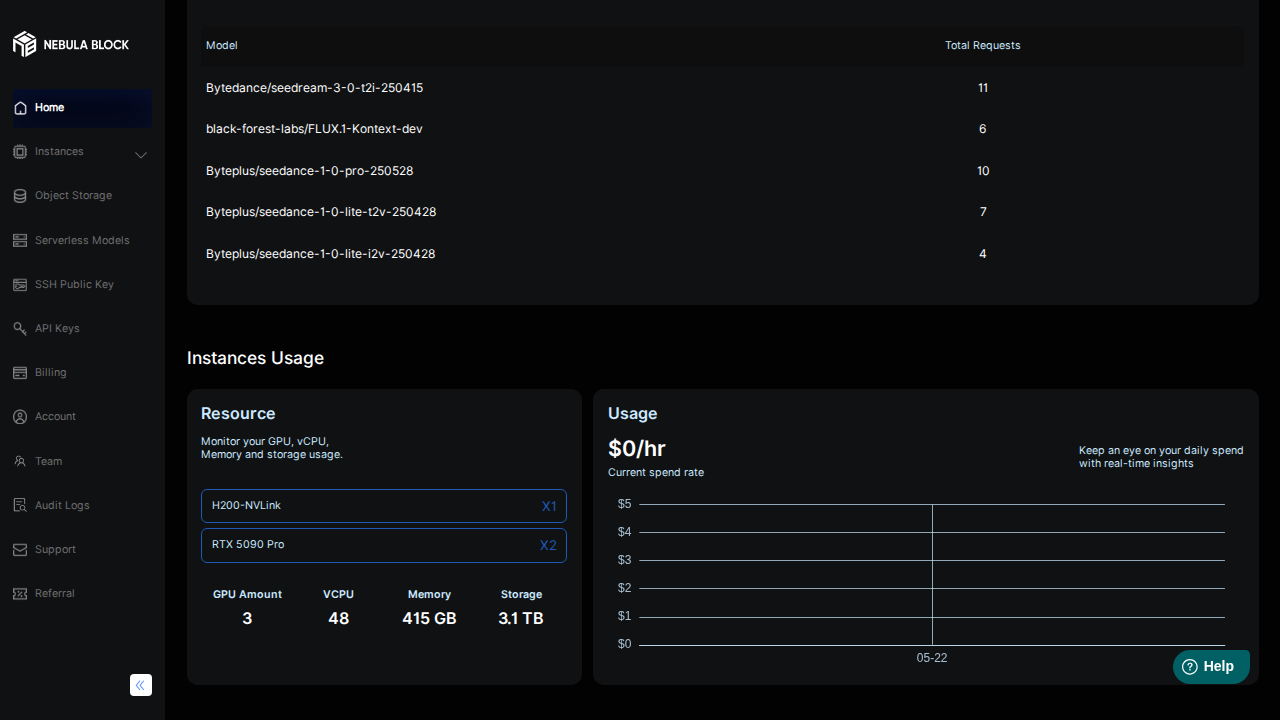 NEBULA BLOCK
Home
Instances
Object Storage
Serverless Models
SSH Public Key
API Keys
Billing
Account
Team
Audit Logs
Support
Referral
Model Total Requests
Bytedance/seedream-3-0-t2i-250415 11
black-forest-labs/FLUX.1-Kontext-dev 6
Byteplus/seedance-1-0-pro-250528 10
Byteplus/seedance-1-0-lite-t2v-250428 7
Byteplus/seedance-1-0-lite-i2v-250428 4
Instances Usage
Resource
Monitor your GPU, vCPU,
Memory and storage usage.
H200-NVLink X1
RTX 5090 Pro X2
GPU Amount VCPU Memory Storage
3 48 415 GB 3.1 TB
Usage
$0/hr
Current spend rate
Keep an eye on your daily spend
with real-time insights
$5
$4
$3
$2
$1
$0
05-22
Help